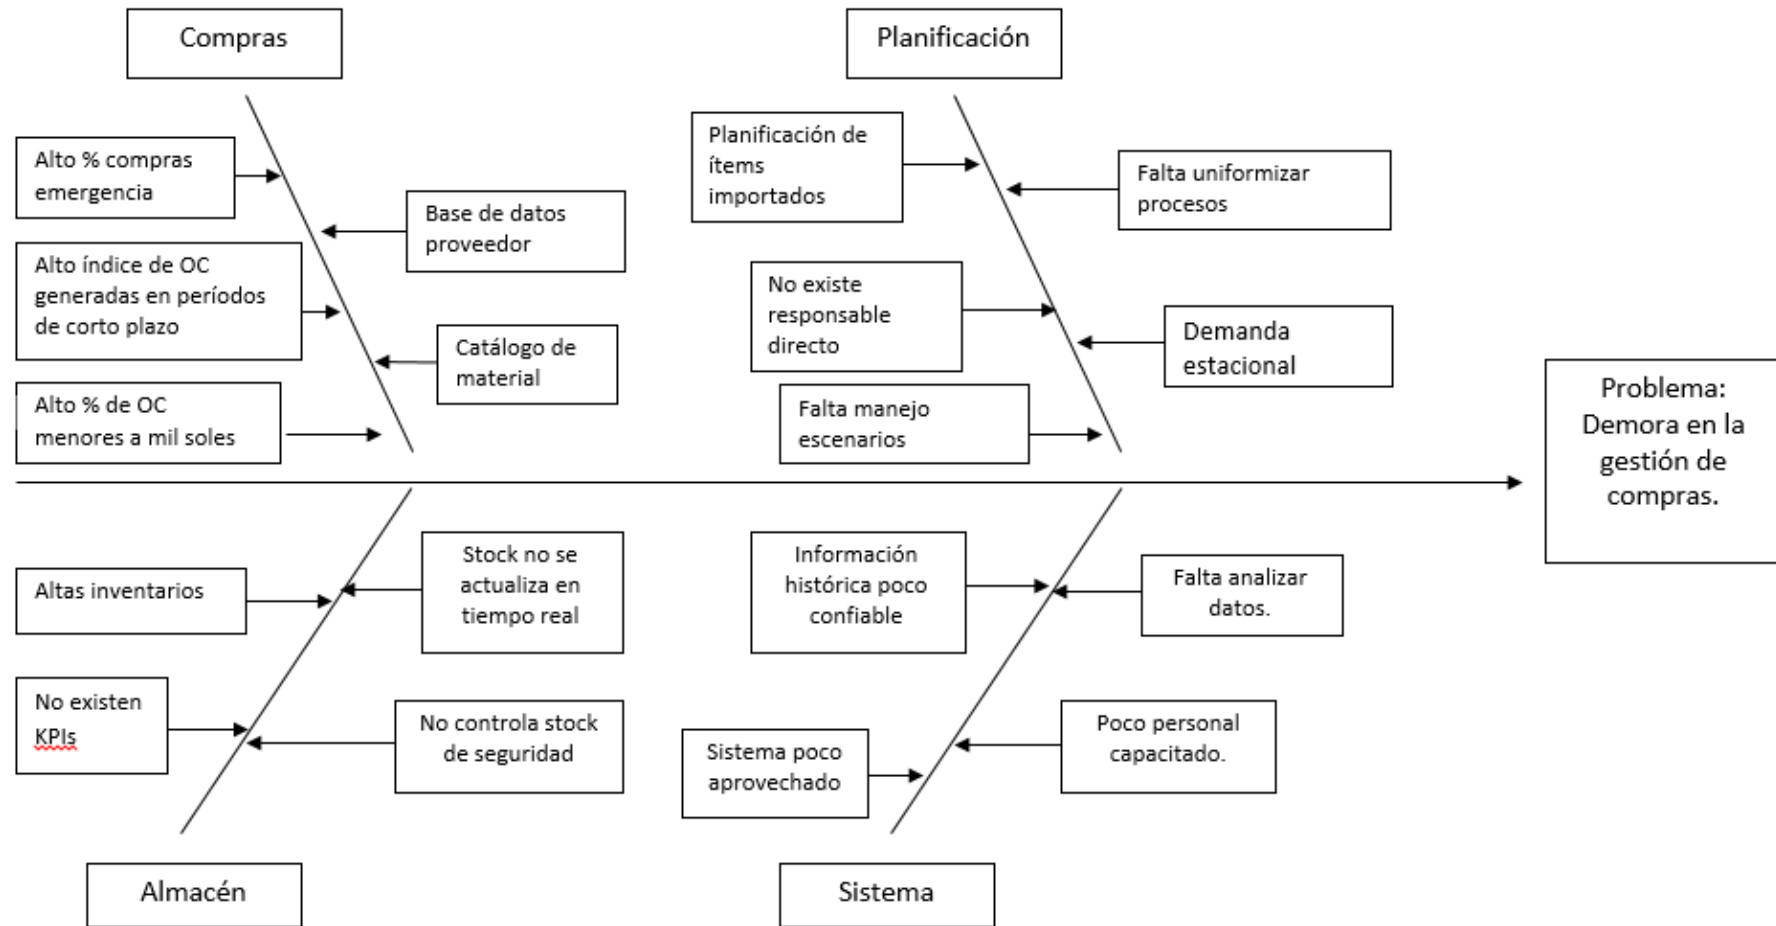 Compras
Planificación
Alto % compras
emergencia
Base de datos
proveedor
Alto índice de OC
generadas en períodos
de corto plazo
Catálogo de
material
Alto % de OC
menores a mil soles
Planificación de
ítems
importados
Falta uniformizar
procesos
No existe
responsable
directo
Demanda
estacional
Falta manejo
escenarios
Problema:
Demora en la
gestión de
compras.
Altas inventarios
Stock no se
actualiza en
tiempo real
No existen
KPIs
No controla stock
de seguridad
Información
histórica poco
confiable
Falta analizar
datos.
Sistema poco
aprovechado
Poco personal
capacitado.
Almacén
Sistema